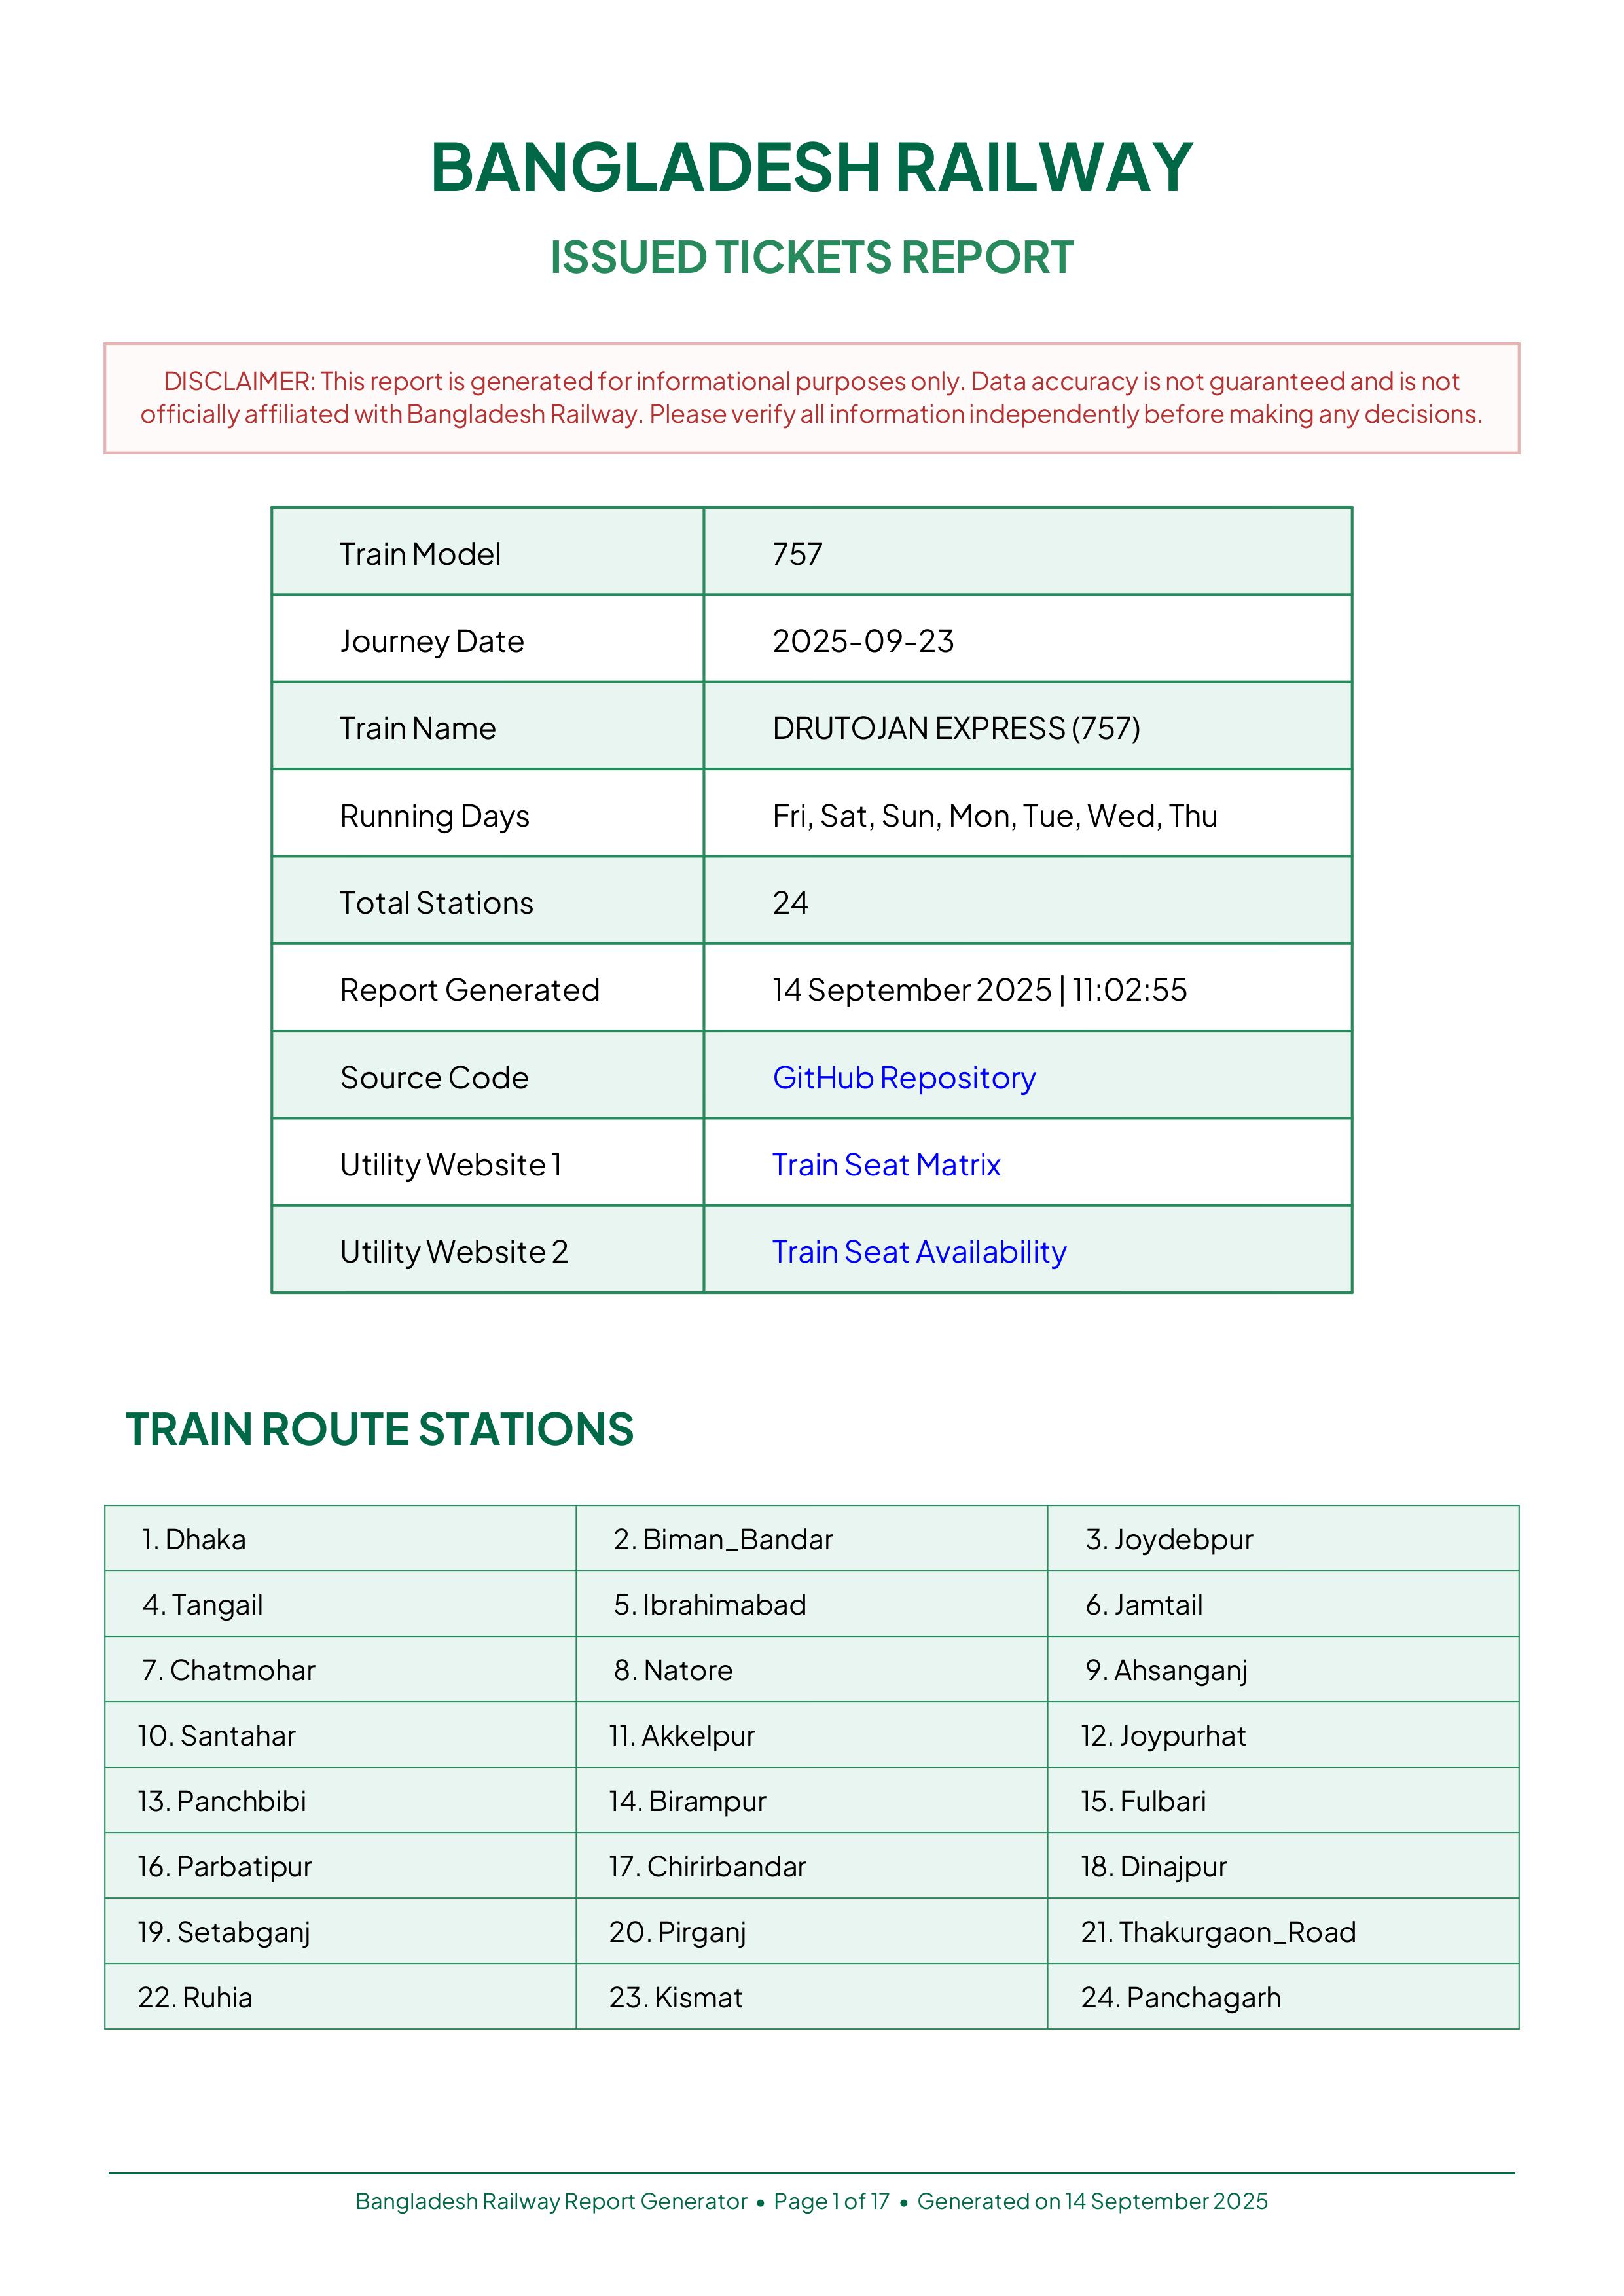 BANGLADESH RAILWAY
ISSUED TICKETS REPORT
DISCLAIMER: This report is generated for informational purposes only. Data accuracy is not guaranteed and is not
officially affiliated with Bangladesh Railway. Please verify all information independently before making any decisions.
Train Model 757
Journey Date 2025-09-23
Train Name DRUTOJAN EXPRESS (757)
Running Days Fri, Sat, Sun, Mon, Tue, Wed, Thu
Total Stations 24
Report Generated 14 September 2025 | 11:02:55
Source Code GitHub Repository
Utility Website 1 Train Seat Matrix
Utility Website 2 Train Seat Availability
TRAIN ROUTE STATIONS
1. Dhaka 2. Biman_Bandar 3. Joydebpur
4. Tangail 5. Ibrahimabad 6. Jamtail
7. Chatmohar 8. Natore 9. Ahsanganj
10. Santahar 11. Akkelpur 12. Joypurhat
13. Panchbibi 14. Birampur 15. Fulbari
16. Parbatipur 17. Chirirbandar 18. Dinajpur
19. Setabganj 20. Pirganj 21. Thakurgaon_Road
22. Ruhia 23. Kismat 24. Panchagarh
Bangladesh Railway Report Generator • Page 1 of 17 • Generated on 14 September 2025